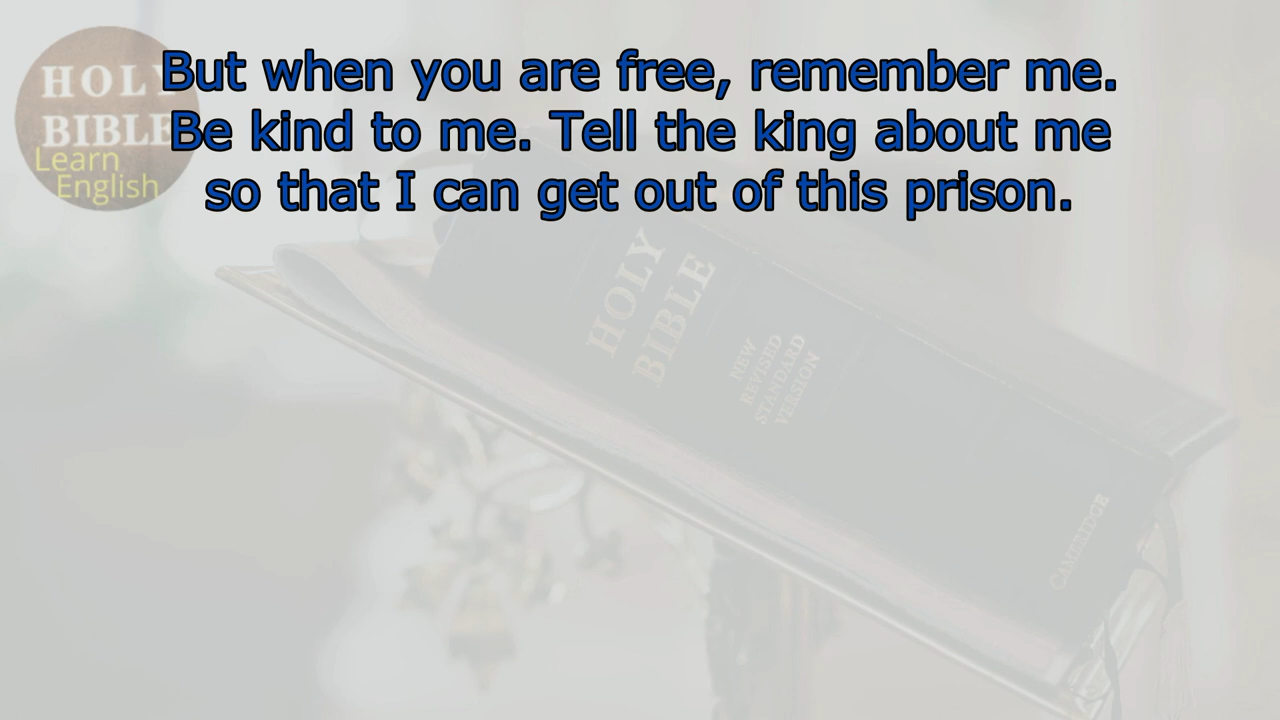 But when you are free, remember me.
Be kind to me. Tell the king about me
so that I can get out of this prison.
HOLY
BIBLE
Learn
English
HOLY
BIBLE
NEW
REVISED
STANDARD
VERSION
CAMBRIDGE